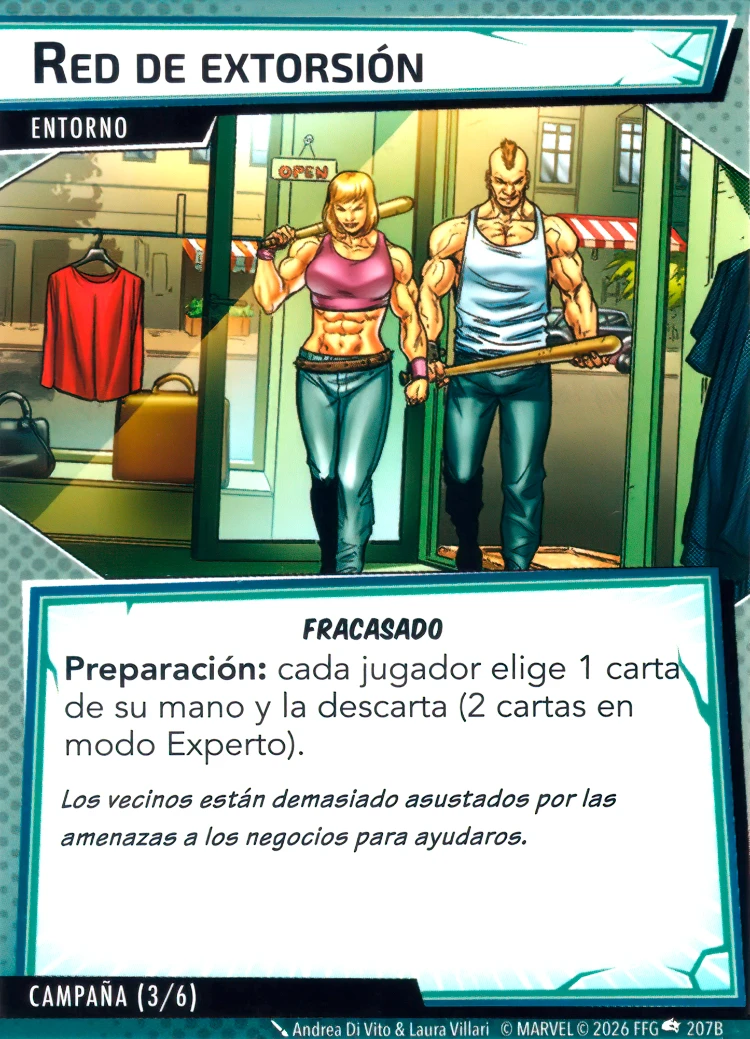 RED DE EXTORSIÓN
ENTORNO
OPEN
FRACASADO
Preparación: cada jugador elige 1 carta
de su mano y la descarta (2 cartas en
modo Experto).
Los vecinos están demasiado asustados por las
amenazas a los negocios para ayudaros.
CAMPAÑA (3/6)
Andrea Di Vito & Laura Villari © MARVEL © 2026 FFG 207B